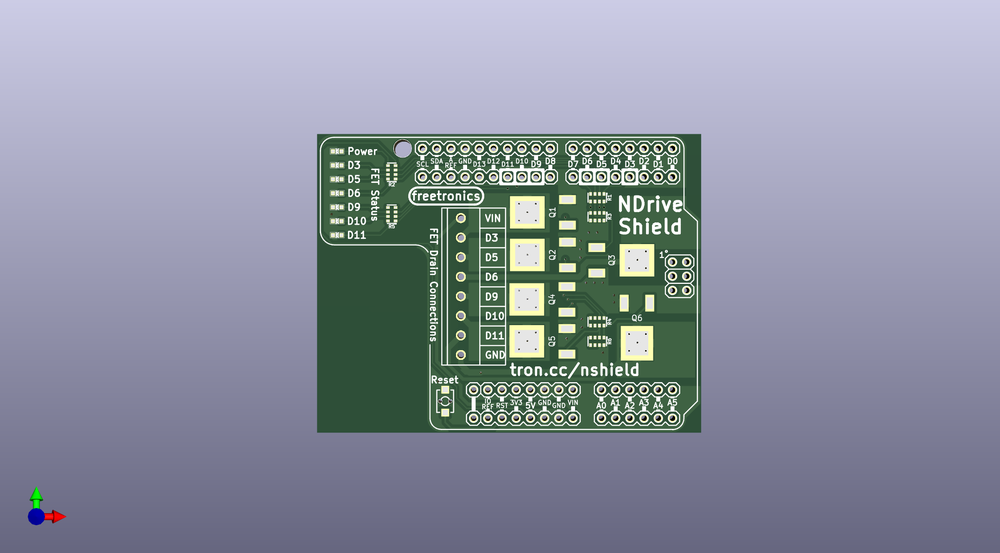 Power
D3
D5
D6
D9
D10
D11
FET Status
SCL SDA REF GND D13 D12 D11 D10 D9 D8
D7 D6 D5 D4 D3 D2 D1 D0
freetronics
NDrive
Shield
VIN
D3
D5
D6
D9
D10
D11
GND
FET Drain Connections
Q1
Q2
Q3
Q4
Q5
Q6
1
tron.cc/nshield
Reset
IO REF RST 3V3 5V GND GND VIN
A0 A1 A2 A3 A4 A5